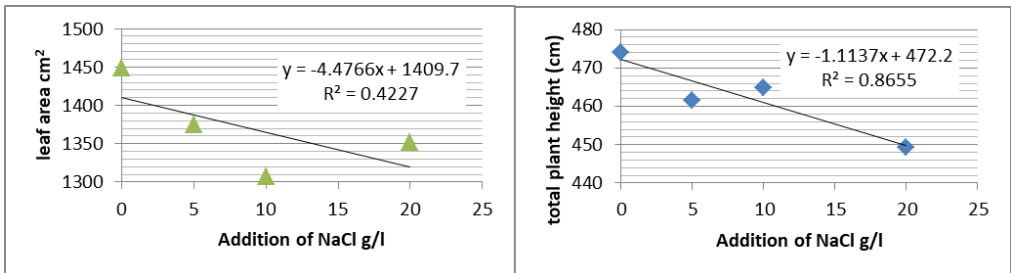 leaf area cm²
1500
1450
1400
1350
1300
y = -4.4766x + 1409.7
R² = 0.4227
0 5 10 15 20 25
Addition of NaCl g/l
total plant height (cm)
480
470
460
450
440
y = -1.1137x + 472.2
R² = 0.8655
0 5 10 15 20 25
Addition of NaCl g/l